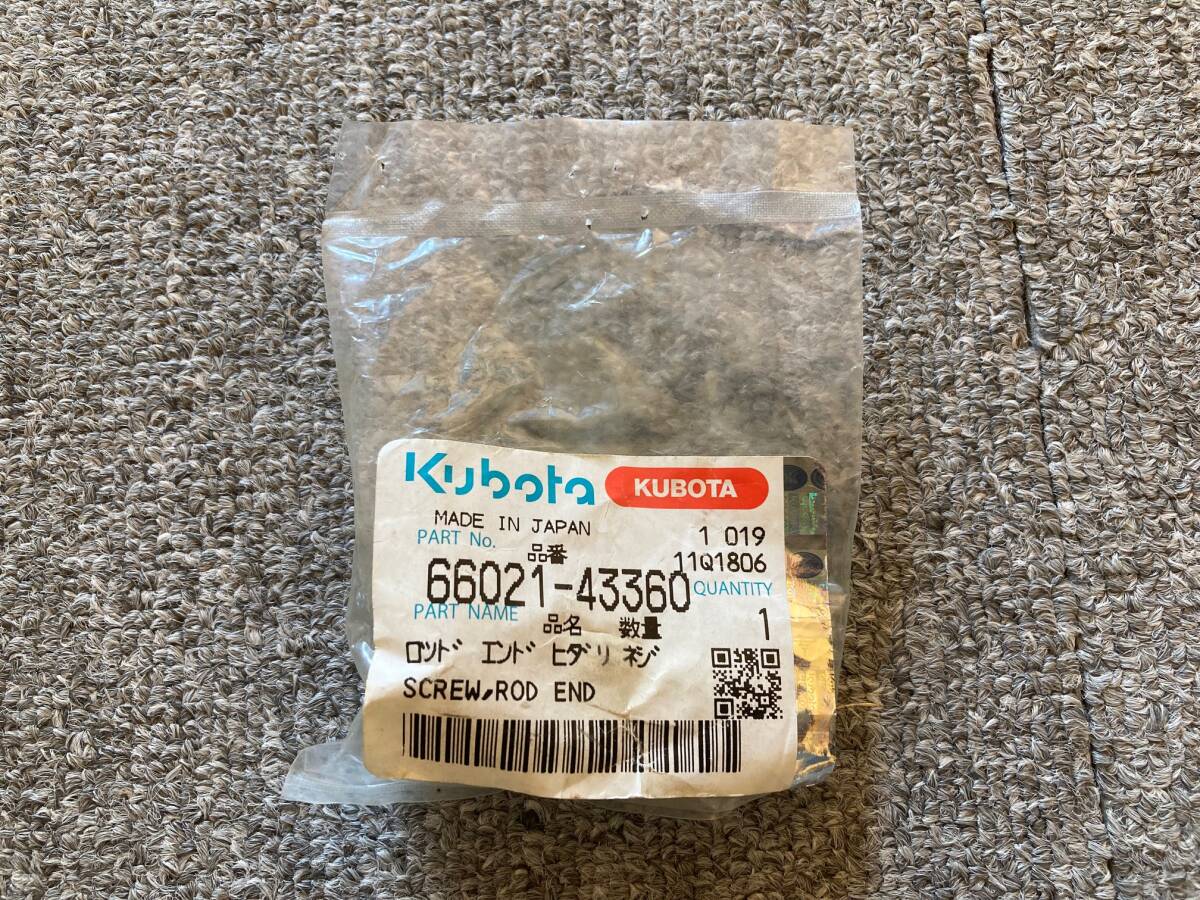 Kubota KUBOTA
MADE IN JAPAN 1 019
PART No. 品番 11Q1806
66021-43360 QUANTITY
PART NAME 品名 数量 1
ロツド エンド ヒダリ ネジ
SCREW,ROD END